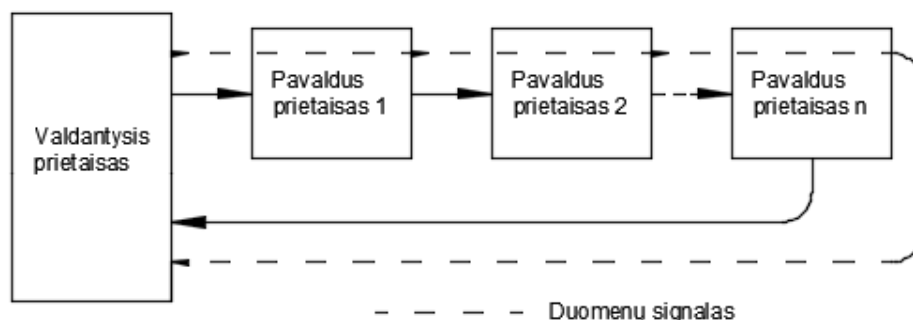 Valdantysis
prietaisas
Pavaldus
prietaisas 1
Pavaldus
prietaisas 2
Pavaldus
prietaisas n
Duomenu signalas